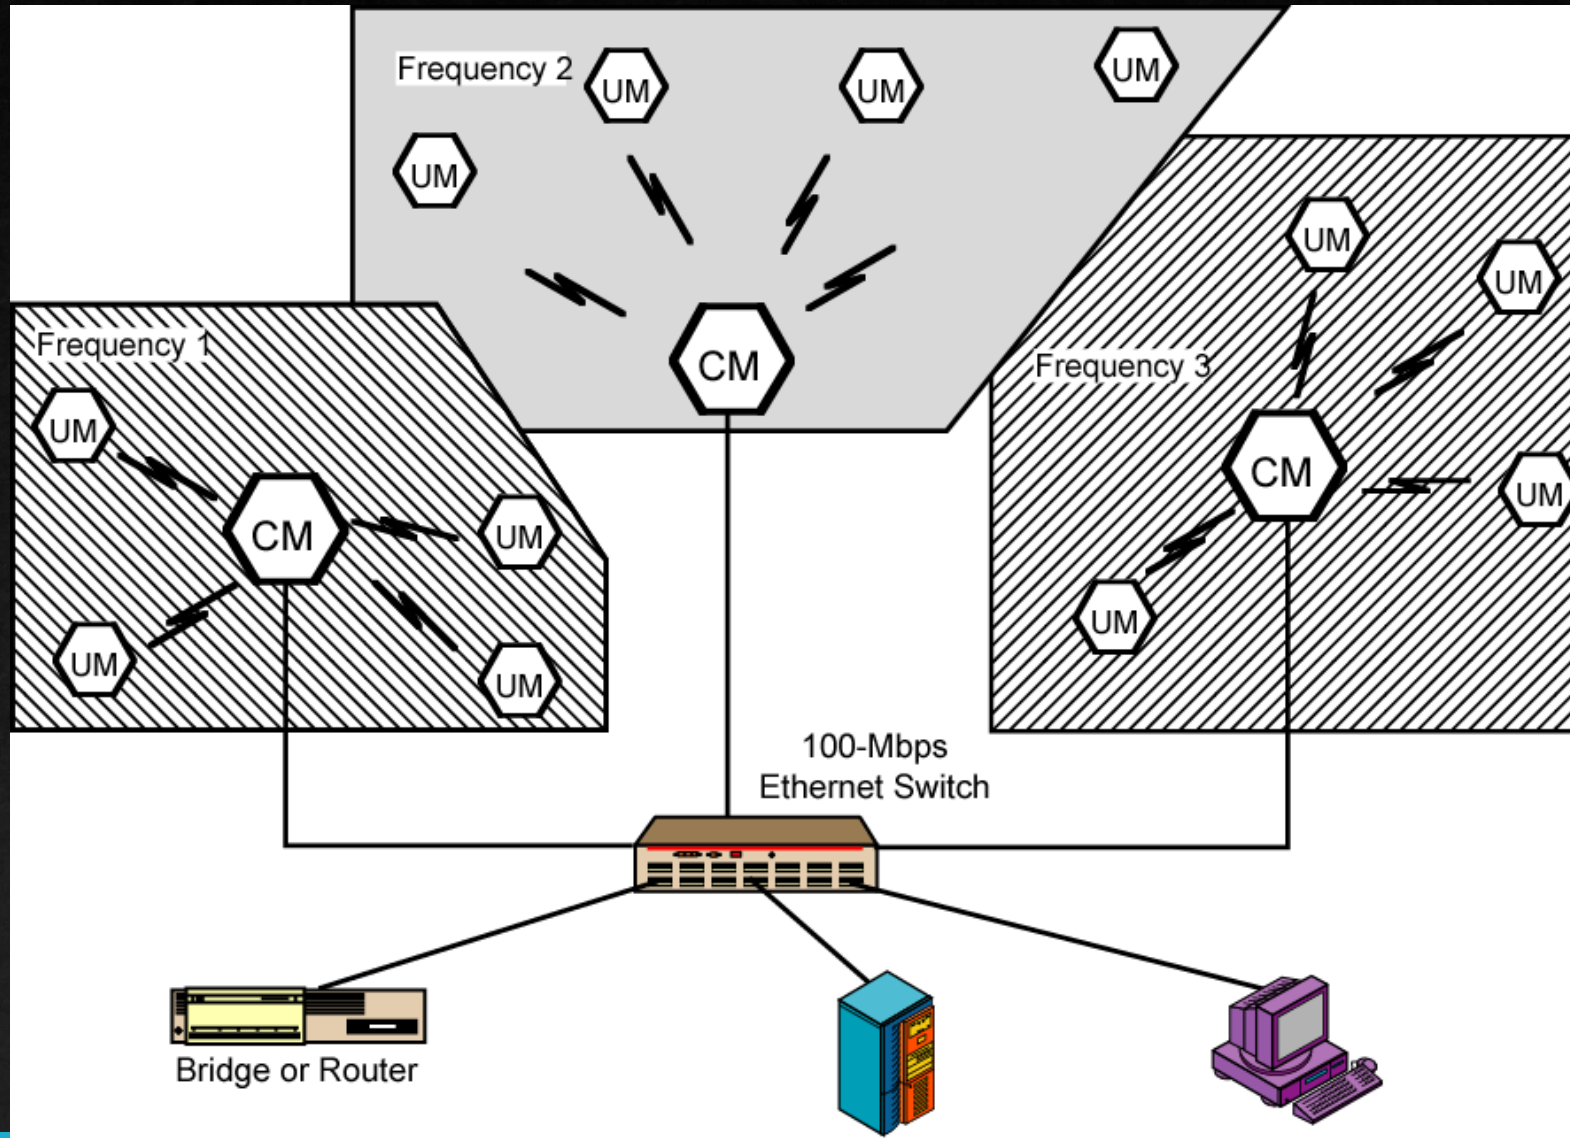 Frequency 2
UM
UM
UM
UM
CM
Frequency 1
UM
CM
UM
UM
UM
Frequency 3
UM
UM
CM
UM
UM
100-Mbps
Ethernet Switch
Bridge or Router